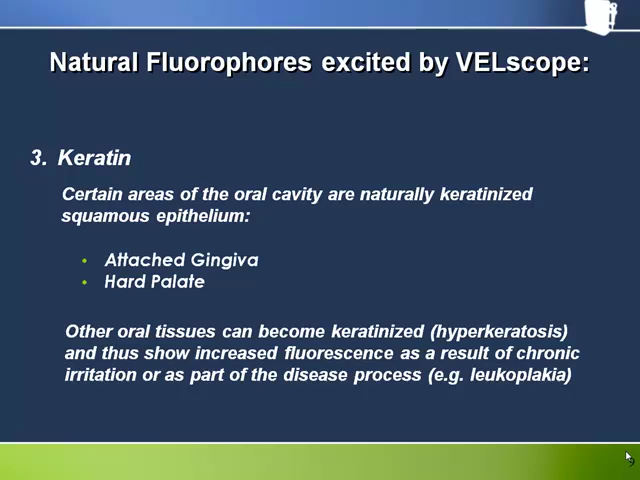 Natural Fluorophores excited by VELscope:
3. Keratin
Certain areas of the oral cavity are naturally keratinized
squamous epithelium:
• Attached Gingiva
• Hard Palate
Other oral tissues can become keratinized (hyperkeratosis)
and thus show increased fluorescence as a result of chronic
irritation or as part of the disease process (e.g. leukoplakia)
9